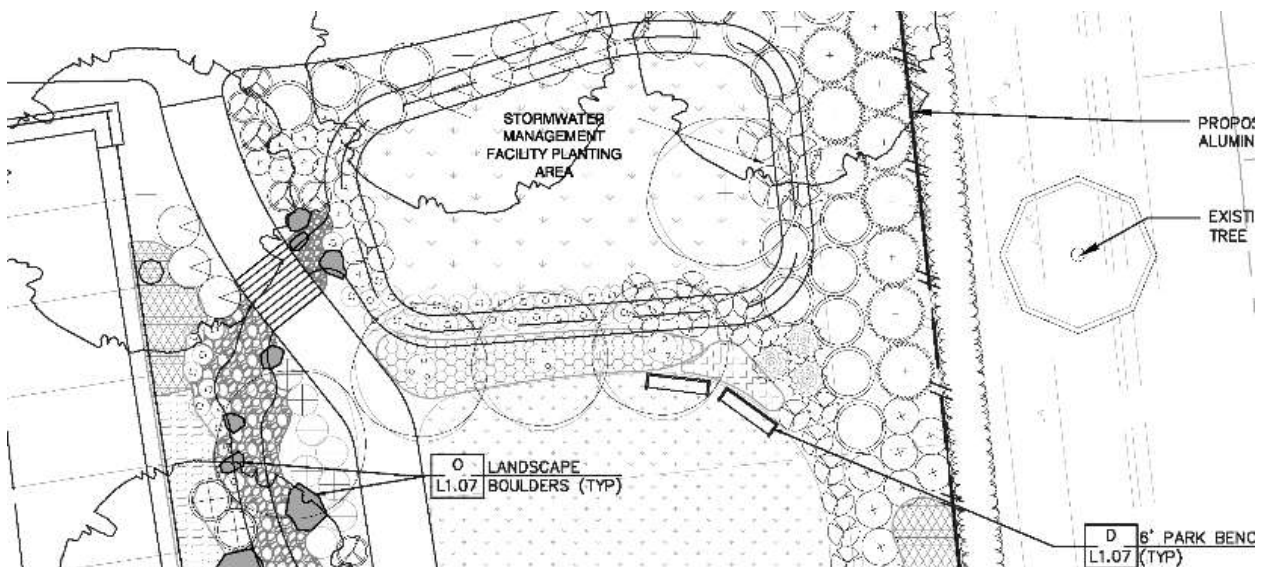 STORMWATER
MANAGEMENT
FACILITY PLANTING
AREA
PROPOS
ALUMIN
EXISTI
TREE
O
L1.07
LANDSCAPE
BOULDERS (TYP)
D
L1.07
6' PARK BENC
(TYP)